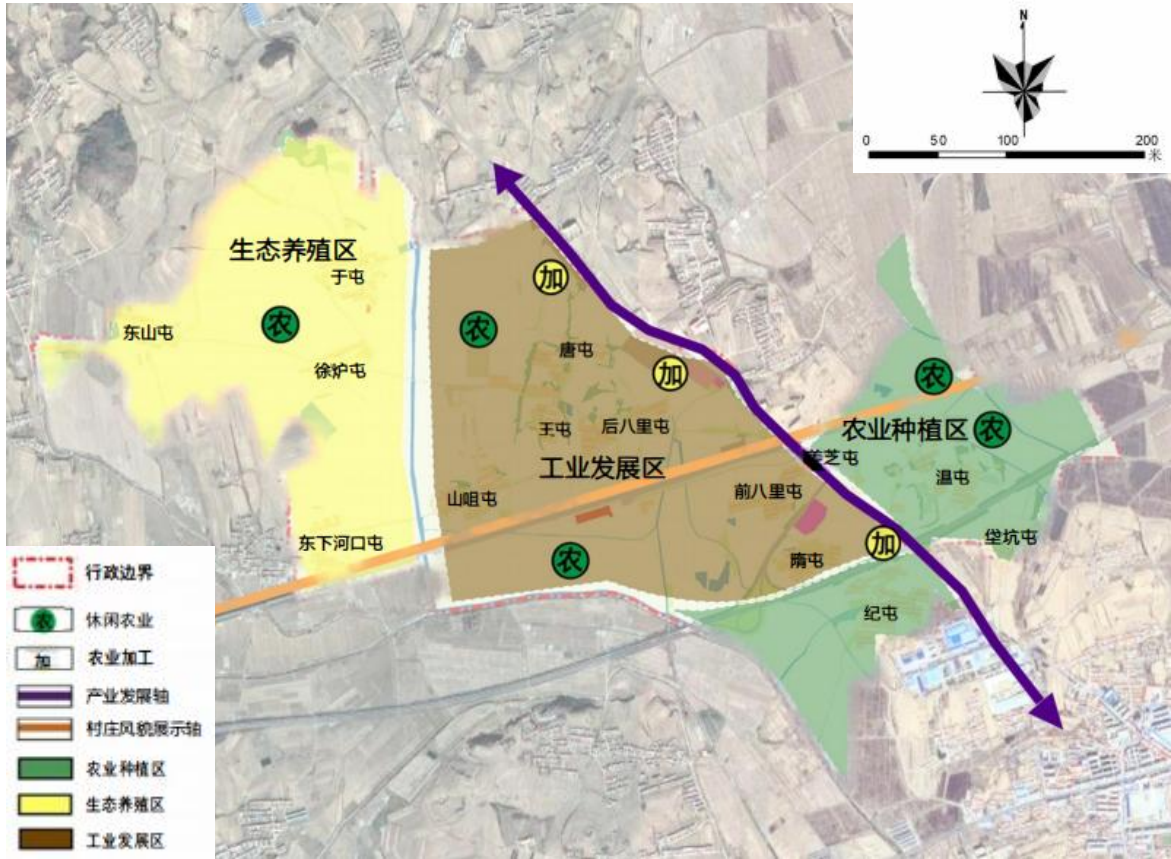 N
0
50
100
200
米
生态养殖区
于屯
加
农
农
东山屯
唐屯
徐炉屯
加
农
王屯
后八里屯
农业种植区
农
工业发展区
姜芝屯
温屯
山咀屯
前八里屯
东下河口屯
农
隋屯
加
垈坑屯
纪屯
行政边界
农
休闲农业
加
农业加工
产业发展轴
村庄风貌展示轴
农业种植区
生态养殖区
工业发展区